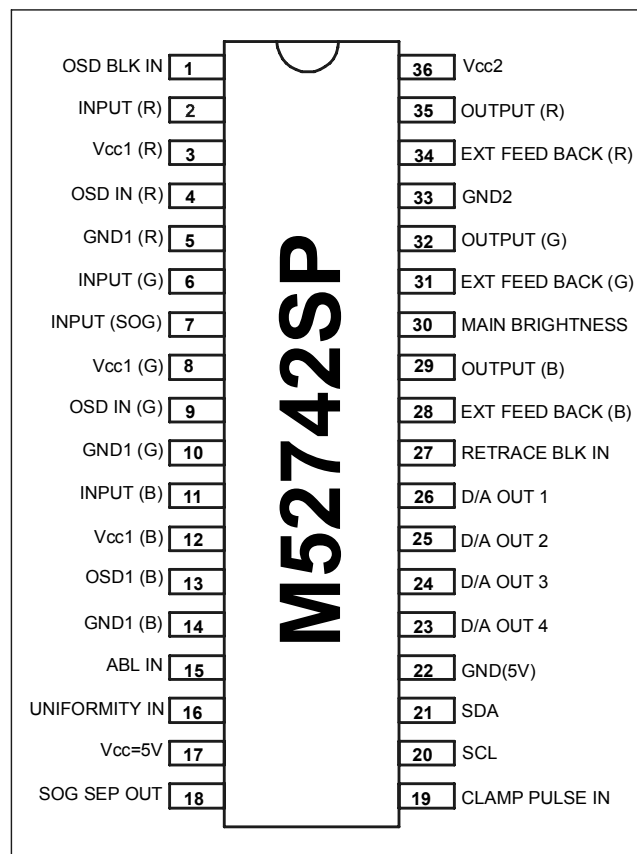 OSD BLK IN 1
INPUT (R) 2
Vcc1 (R) 3
OSD IN (R) 4
GND1 (R) 5
INPUT (G) 6
INPUT (SOG) 7
Vcc1 (G) 8
OSD IN (G) 9
GND1 (G) 10
INPUT (B) 11
Vcc1 (B) 12
OSD1 (B) 13
GND1 (B) 14
ABL IN 15
UNIFORMITY IN 16
Vcc=5V 17
SOG SEP OUT 18
M52742SP
36 Vcc2
35 OUTPUT (R)
34 EXT FEED BACK (R)
33 GND2
32 OUTPUT (G)
31 EXT FEED BACK (G)
30 MAIN BRIGHTNESS
29 OUTPUT (B)
28 EXT FEED BACK (B)
27 RETRACE BLK IN
26 D/A OUT 1
25 D/A OUT 2
24 D/A OUT 3
23 D/A OUT 4
22 GND(5V)
21 SDA
20 SCL
19 CLAMP PULSE IN